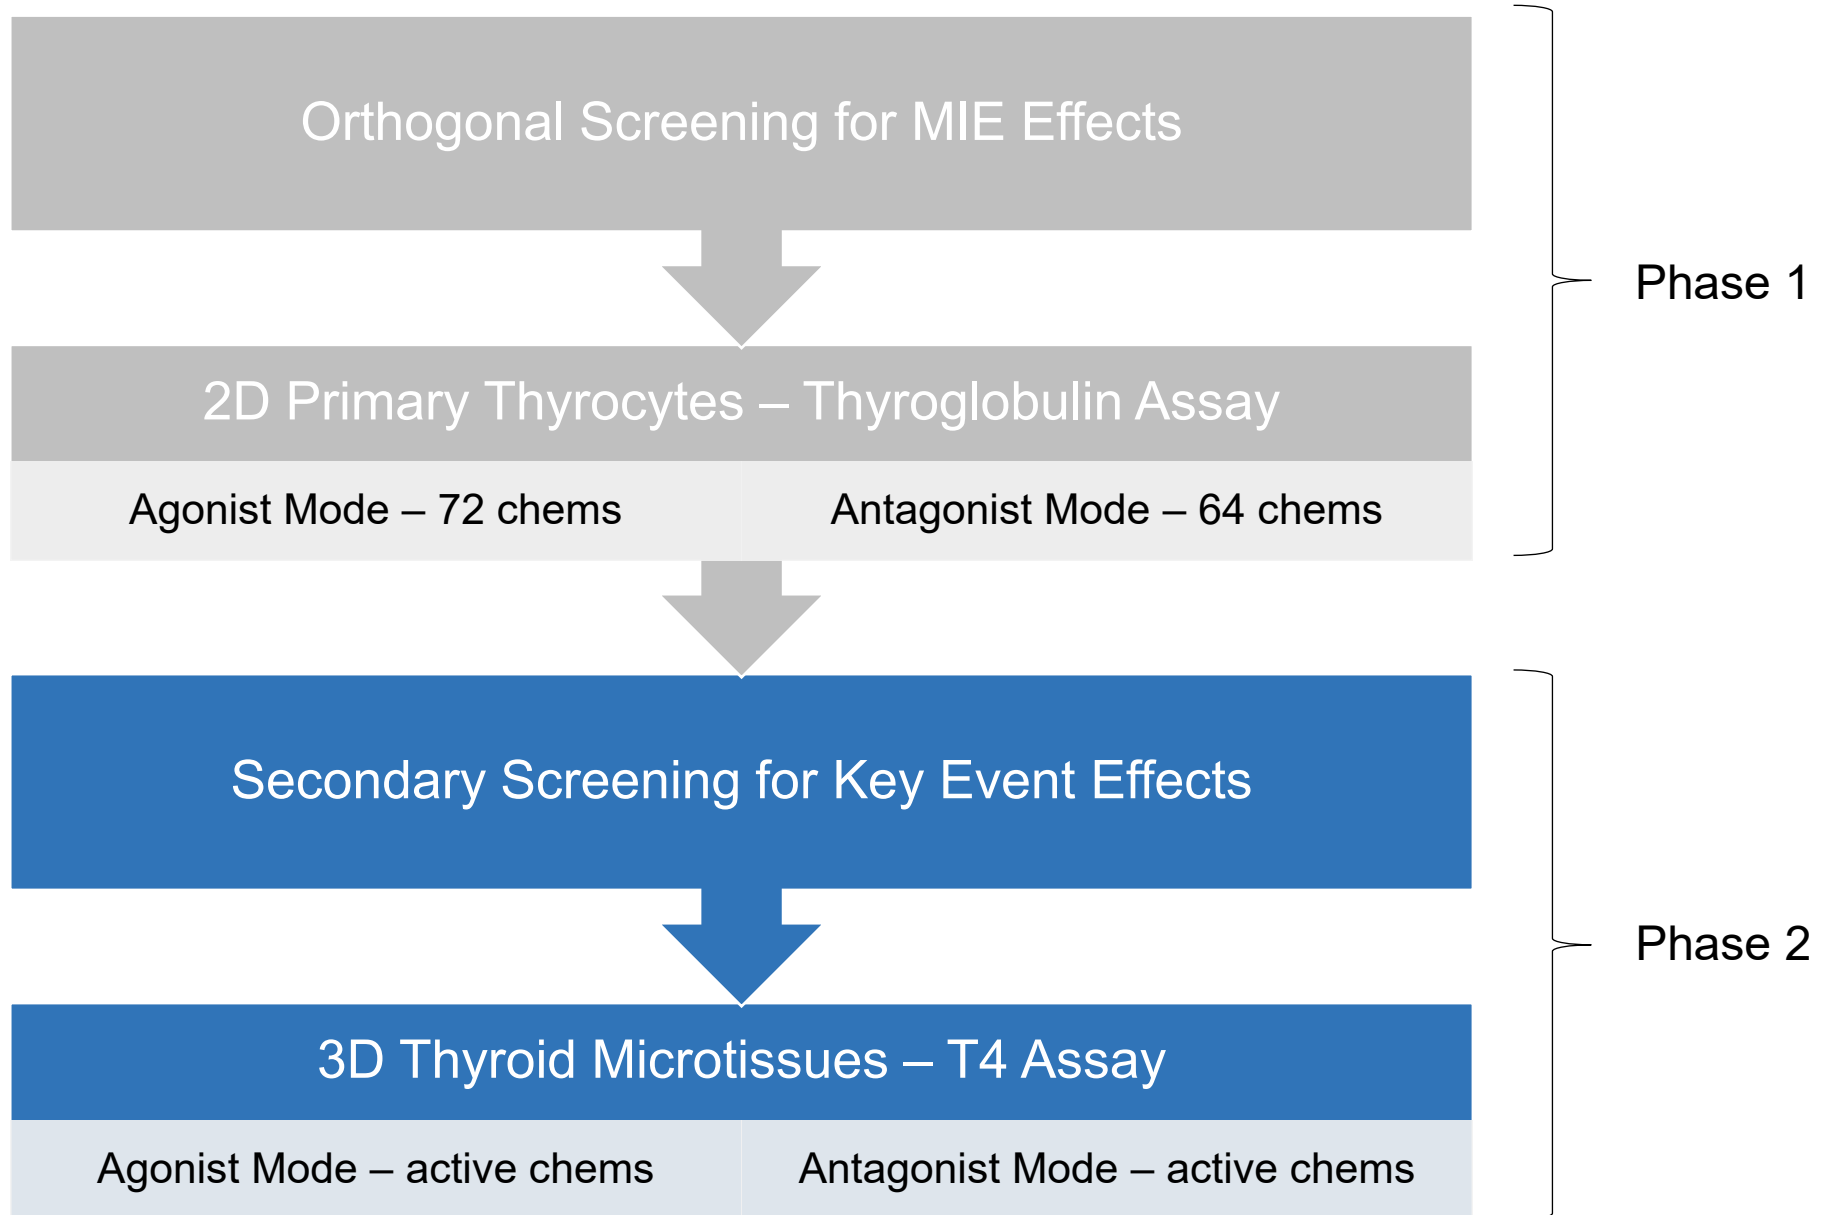 Orthogonal Screening for MIE Effects
Phase 1
2D Primary Thyrocytes – Thyroglobulin Assay
Agonist Mode – 72 chems
Antagonist Mode – 64 chems
Secondary Screening for Key Event Effects
Phase 2
3D Thyroid Microtissues – T4 Assay
Agonist Mode – active chems
Antagonist Mode – active chems